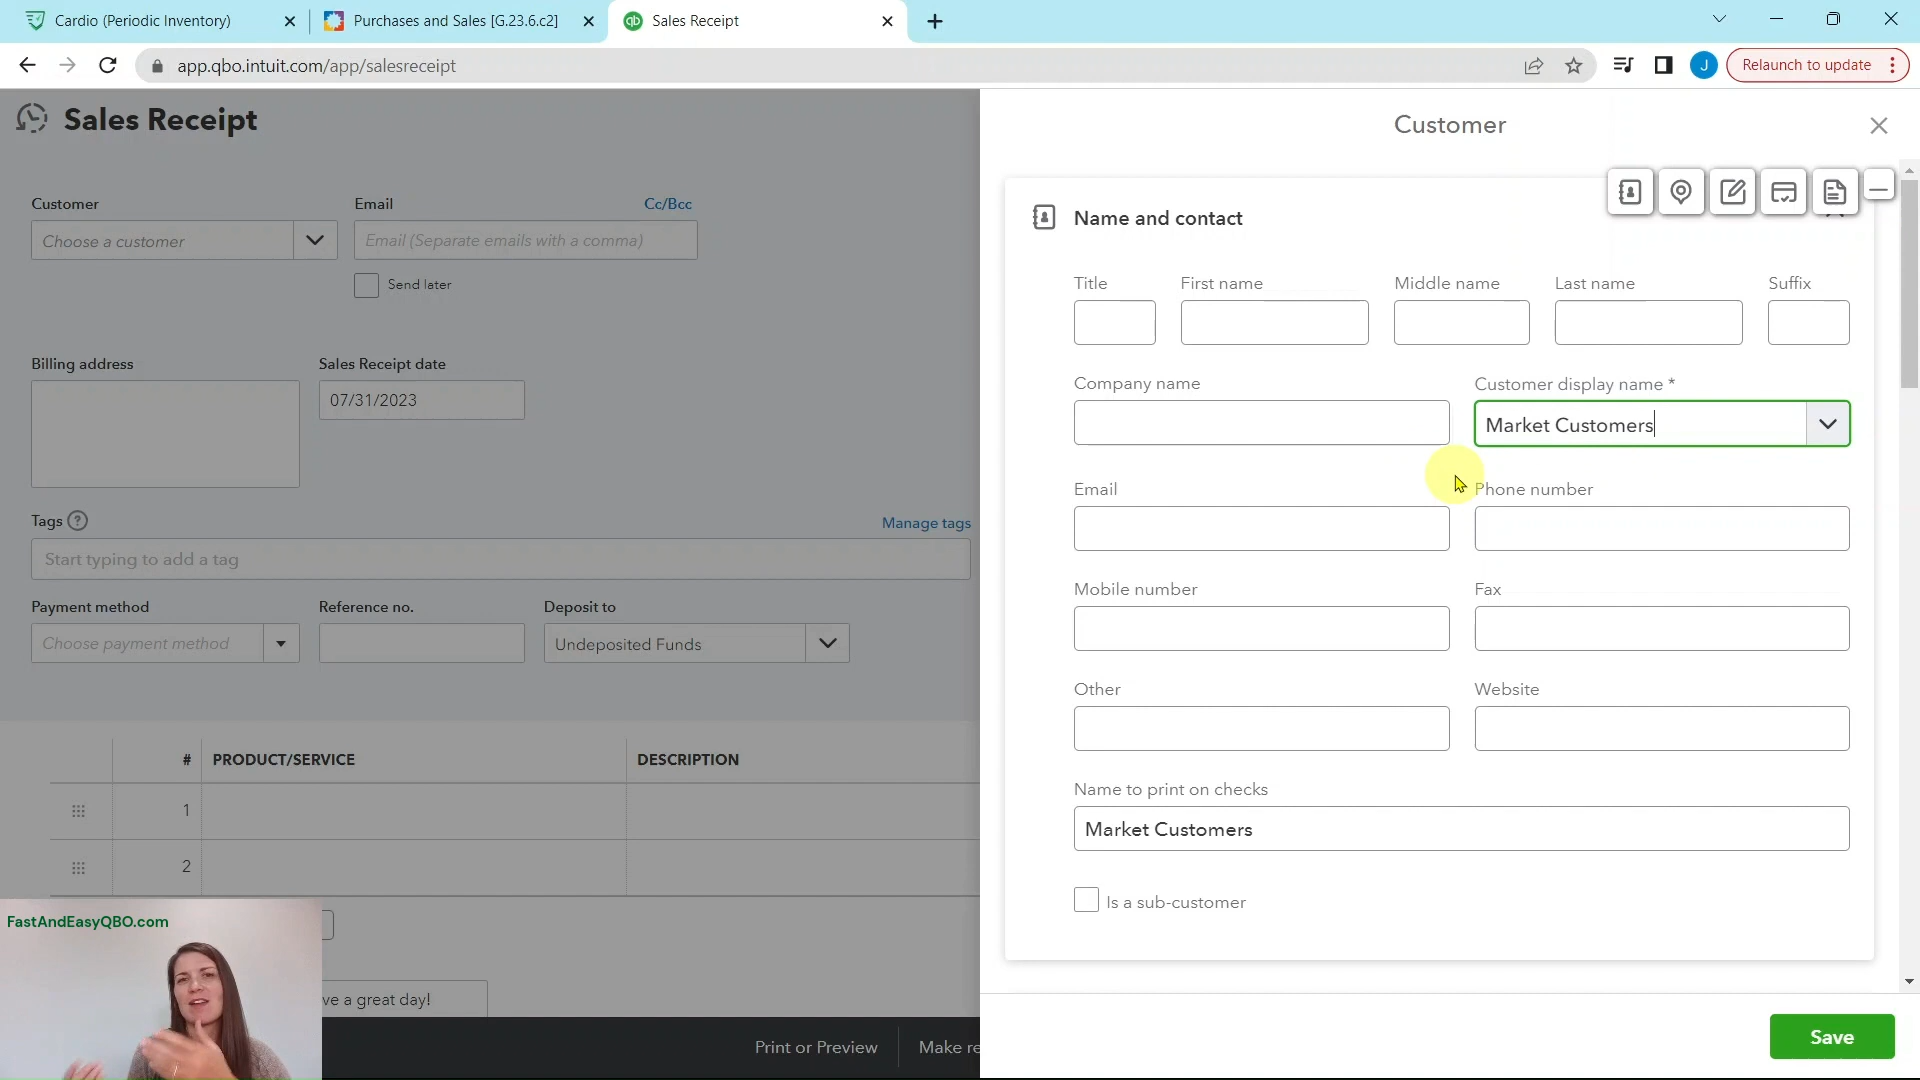 Cardio (Periodic Inventory)
Purchases and Sales [G.23.6.c2]
qb
Sales Receipt
app.qbo.intuit.com/app/salesreceipt
J
Relaunch to update
Sales Receipt
Customer
Choose a customer
Email
Cc/Bcc
Email (Separate emails with a comma)
Send later
Billing address
Sales Receipt date
07/31/2023
Tags ?
Manage tags
Start typing to add a tag
Payment method
Choose payment method
Reference no.
Deposit to
Undeposited Funds
#
PRODUCT/SERVICE
DESCRIPTION
1
2
FastAndEasyQBO.com
ve a great day!
Print or Preview
Make re
Customer
Name and contact
Title
First name
Middle name
Last name
Suffix
Company name
Customer display name *
Market Customers
Email
Phone number
Mobile number
Fax
Other
Website
Name to print on checks
Market Customers
Is a sub-customer
Save